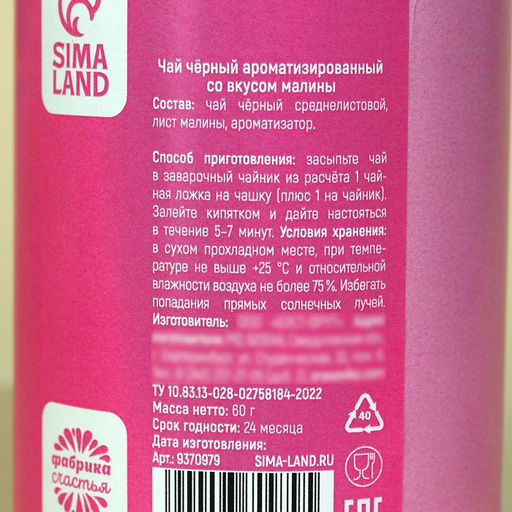 SIMA
LAND
Чай чёрный ароматизированный
со вкусом малины
Состав: чай чёрный среднелистовой,
лист малины, ароматизатор.
Способ приготовления: засыпьте чай
в заварочный чайник из расчёта 1 чай-
ная ложка на чашку (плюс 1 на чайник).
Залейте кипятком и дайте настояться
в течение 5–7 минут. Условия хранения:
в сухом прохладном месте, при темпе-
ратуре не выше +25 °С и относительной
влажности воздуха не более 75 %. Избегать
попадания прямых солнечных лучей.
Изготовитель:
ТУ 10.83.13-028-02758184-2022
Масса нетто: 60 г
Срок годности: 24 месяца
Дата изготовления:
Арт.: 9370979 SIMA-LAND.RU
40
фабрика
счастья